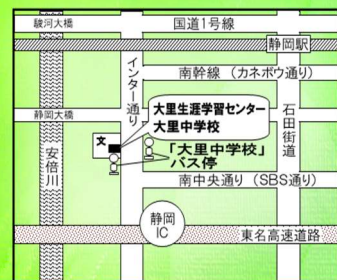 駿河大橋
国道1号線
静岡駅
インター通り
南幹線（カネボウ通り）
大里生涯学習センター
大里中学校
静岡大橋
石田街道
文
「大里中学校」
バス停
安倍川
南中央通り（SBS通り）
静岡
IC
東名高速道路